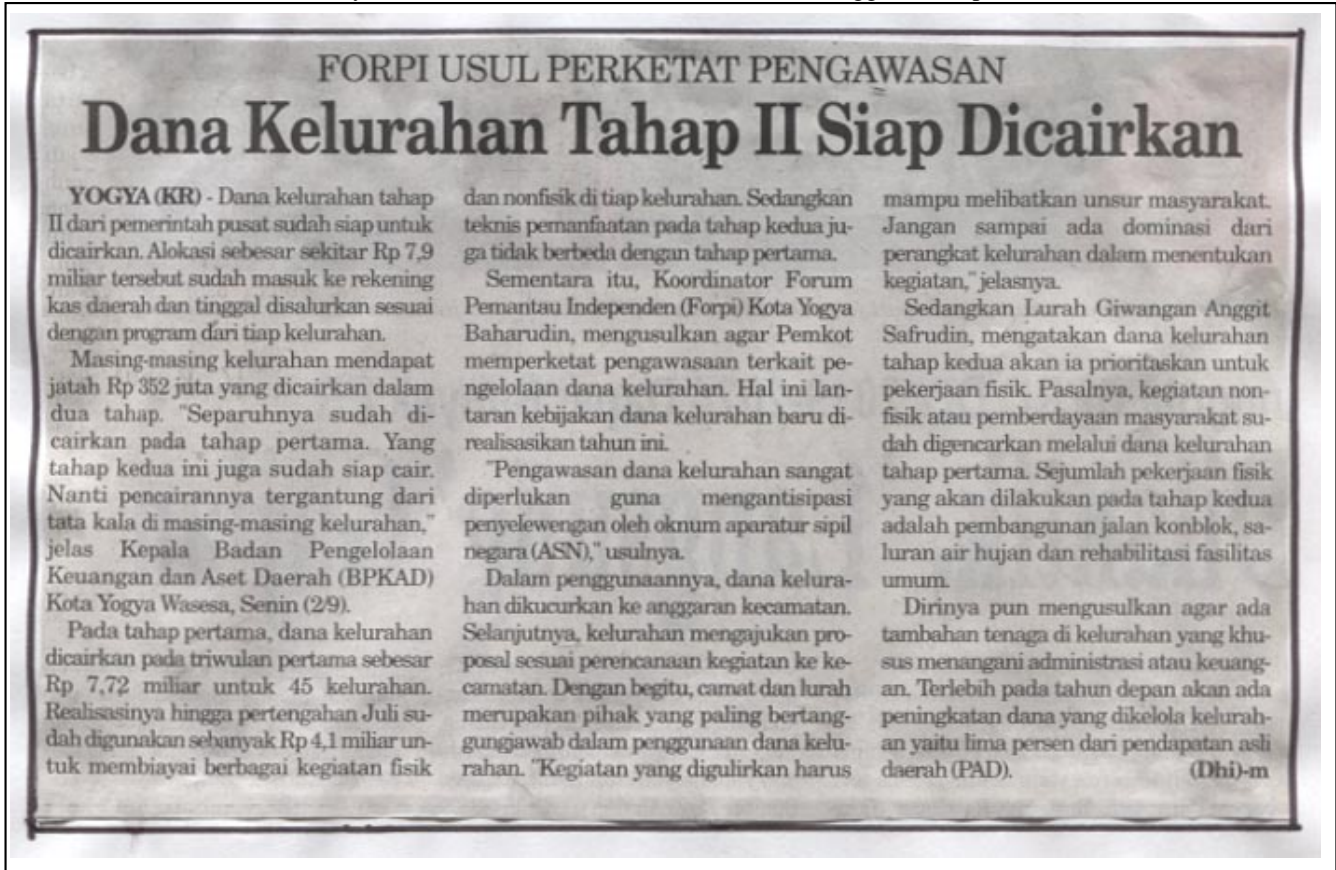 FORPI USUL PERKETAT PENGAWASAN
Dana Kelurahan Tahap II Siap Dicairkan
YOGYA (KR) - Dana kelurahan tahap
II dari pemerintah pusat sudah siap untuk
dicairkan. Alokasi sebesar sekitar Rp 7,9
miliar tersebut sudah masuk ke rekening
kas daerah dan tinggal disalurkan sesuai
dengan program dari tiap kelurahan.
Masing-masing kelurahan mendapat
jatah Rp 352 juta yang dicairkan dalam
dua tahap. "Separuhnya sudah di-
cairkan pada tahap pertama. Yang
tahap kedua ini juga sudah siap cair.
Nanti pencairannya tergantung dari
tata kala di masing-masing kelurahan,"
jelas Kepala Badan Pengelolaan
Keuangan dan Aset Daerah (BPKAD)
Kota Yogya Wasesa, Senin (2/9).
Pada tahap pertama, dana kelurahan
dicairkan pada triwulan pertama sebesar
Rp 7,72 miliar untuk 45 kelurahan.
Realisasinya hingga pertengahan Juli su-
dah digunakan sebanyak Rp 4,1 miliar un-
tuk membiayai berbagai kegiatan fisik
dan nonfisik di tiap kelurahan. Sedangkan
teknis pemanfaatan pada tahap kedua ju-
ga tidak berbeda dengan tahap pertama.
Sementara itu, Koordinator Forum
Pemantau Independen (Forpi) Kota Yogya
Baharudin, mengusulkan agar Pemkot
memperketat pengawasaan terkait pe-
ngelolaan dana kelurahan. Hal ini lan-
taran kebijakan dana kelurahan baru di-
realisasikan tahun ini.
"Pengawasan dana kelurahan sangat
diperlukan guna mengantisipasi
penyelewengan oleh oknum aparatur sipil
negara (ASN)," usulnya.
Dalam penggunaannya, dana kelura-
han dikucurkan ke anggaran kecamatan.
Selanjutnya, kelurahan mengajukan pro-
posal sesuai perencanaan kegiatan ke ke-
camatan. Dengan begitu, camat dan lurah
merupakan pihak yang paling bertang-
gungjawab dalam penggunaan dana kelu-
rahan. "Kegiatan yang digulirkan harus
mampu melibatkan unsur masyarakat.
Jangan sampai ada dominasi dari
perangkat kelurahan dalam menentukan
kegiatan," jelasnya.
Sedangkan Lurah Giwangan Anggit
Safrudin, mengatakan dana kelurahan
tahap kedua akan ia prioritaskan untuk
pekerjaan fisik. Pasalnya, kegiatan non-
fisik atau pemberdayaan masyarakat su-
dah digencarkan melalui dana kelurahan
tahap pertama. Sejumlah pekerjaan fisik
yang akan dilakukan pada tahap kedua
adalah pembangunan jalan konblok, sa-
luran air hujan dan rehabilitasi fasilitas
umum.
Dirinya pun mengusulkan agar ada
tambahan tenaga di kelurahan yang khu-
sus menangani administrasi atau keuang-
an. Terlebih pada tahun depan akan ada
peningkatan dana yang dikelola kelurah-
an yaitu lima persen dari pendapatan asli
daerah (PAD). (Dhi)-m